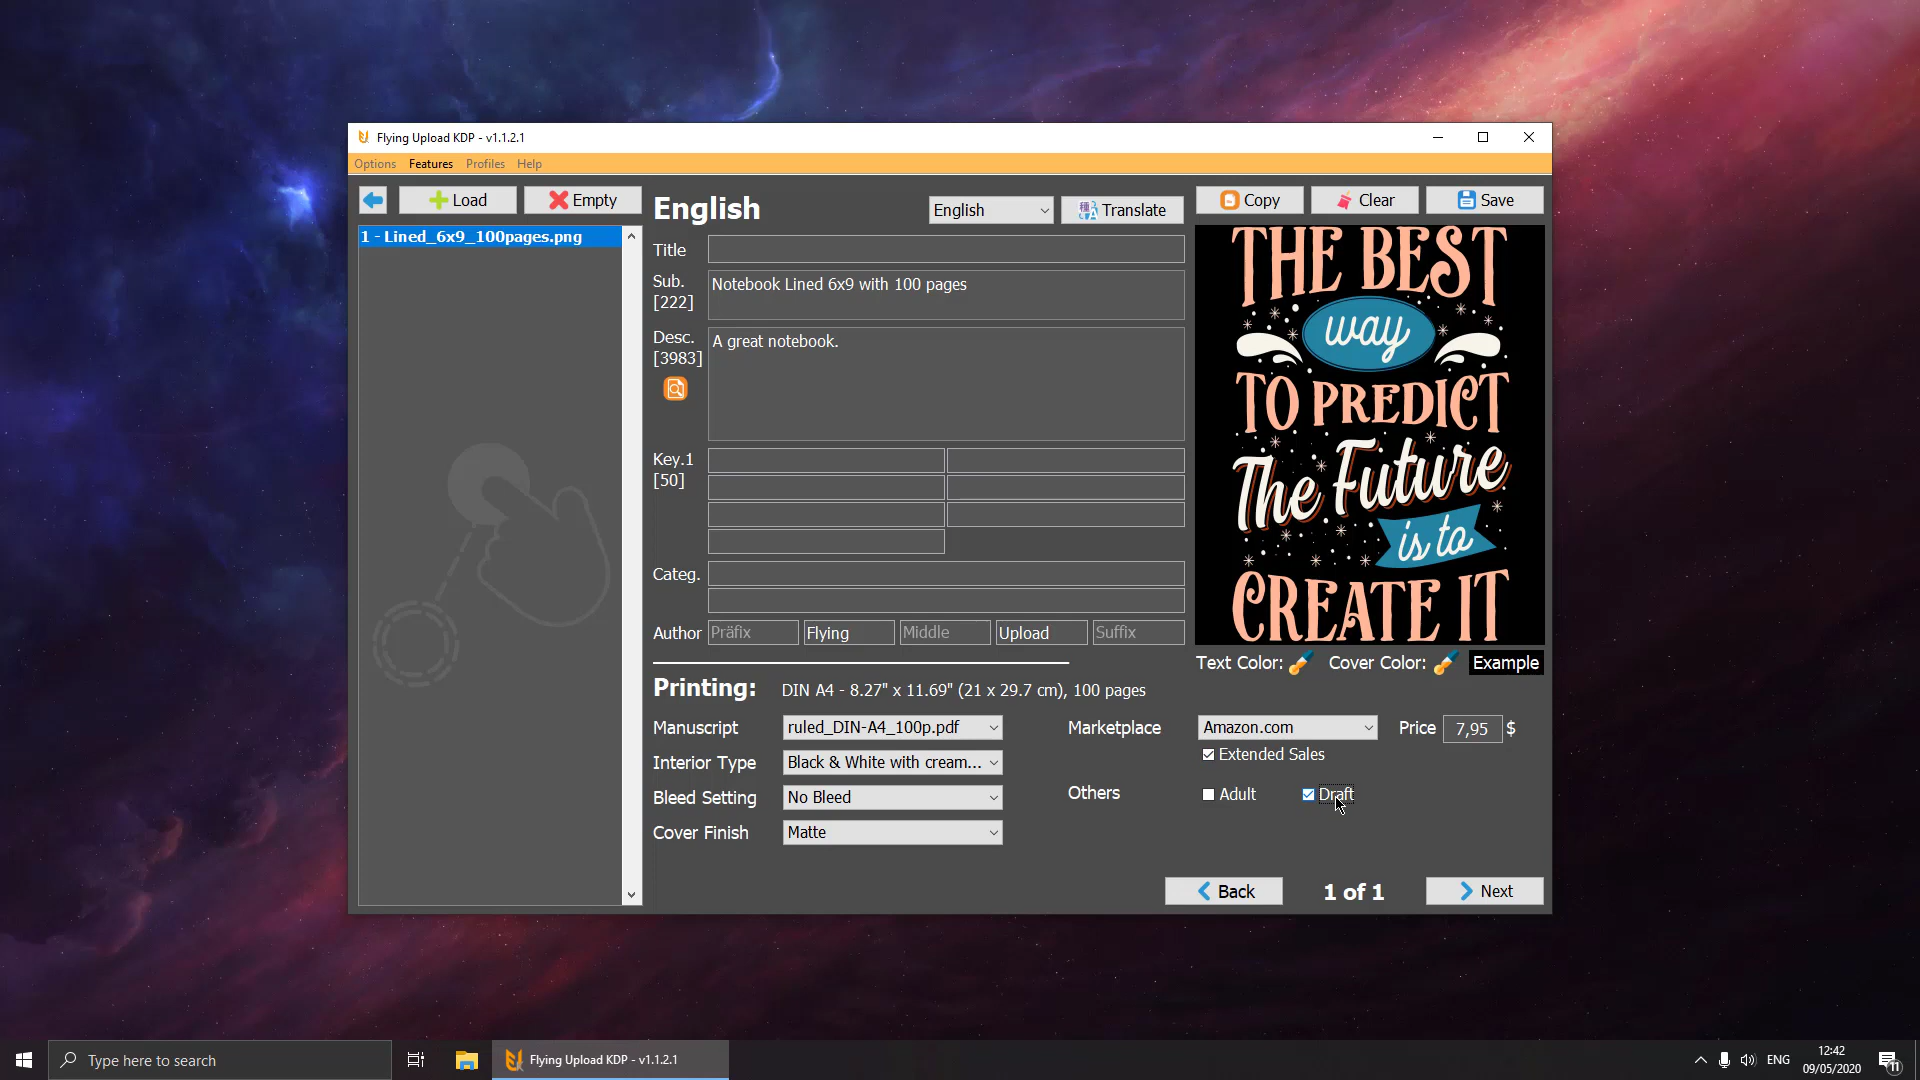 Flying Upload KDP - v1.1.2.1
Options Features Profiles Help
Load Empty
1 - Lined_6x9_100pages.png
English English Translate
Copy Clear Save
Title
Sub. [222] Notebook Lined 6x9 with 100 pages
Desc. [3983] A great notebook.
Key.1
[50]
Categ.
Author Präfix Flying Middle Upload Suffix
THE BEST
way
TO PREDICT
The Future
is to
CREATE IT
Text Color: Cover Color: Example
Printing: DIN A4 - 8.27" x 11.69" (21 x 29.7 cm), 100 pages
Manuscript ruled_DIN-A4_100p.pdf
Interior Type Black & White with cream...
Bleed Setting No Bleed
Cover Finish Matte
Marketplace Amazon.com Price 7,95 $
Extended Sales
Others Adult Draft
Back 1 of 1 Next
Type here to search
Flying Upload KDP - v1.1.2.1
ENG
12:42
09/05/2020
11